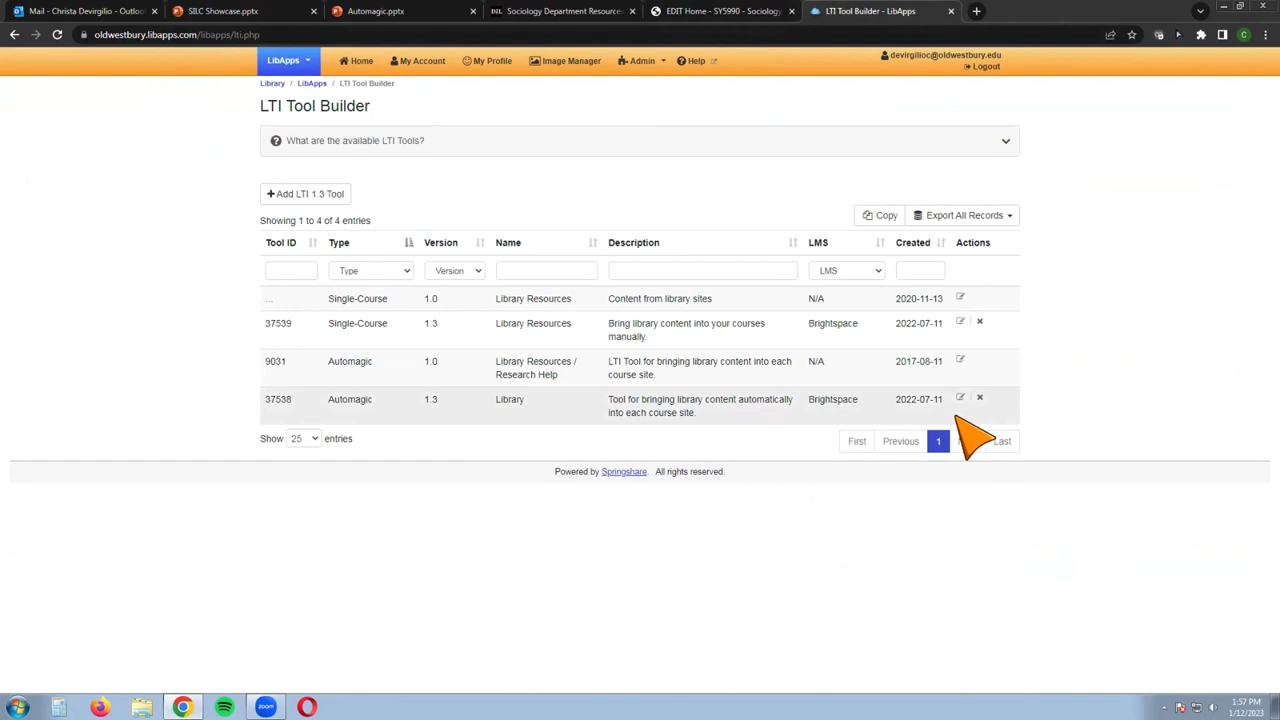 Mail - Christa Devirgilio - Outloo
SILC Showcase.pptx
Automagic.pptx
Sociology Department Resources
EDIT Home - SY5990 - Sociology
LTI Tool Builder - LibApps
oldwestbury.libapps.com/libapps/lti.php
LibApps
Home
My Account
My Profile
Image Manager
Admin
Help
devirgilioc@oldwestbury.edu
Logout
Library / LibApps / LTI Tool Builder
LTI Tool Builder
What are the available LTI Tools?
Add LTI 1.3 Tool
Showing 1 to 4 of 4 entries
Copy
Export All Records
Tool ID Type Version Name Description LMS Created Actions
Type Version LMS
... Single-Course 1.0 Library Resources Content from library sites N/A 2020-11-13
37539 Single-Course 1.3 Library Resources Bring library content into your courses Brightspace 2022-07-11
manually.
9031 Automagic 1.0 Library Resources / LTI Tool for bringing library content into each N/A 2017-08-11
Research Help course site.
37538 Automagic 1.3 Library Tool for bringing library content automatically Brightspace 2022-07-11
into each course site.
Show 25 entries
First Previous 1 Last
Powered by Springshare. All rights reserved.
zoom
1:57 PM
1/12/2023